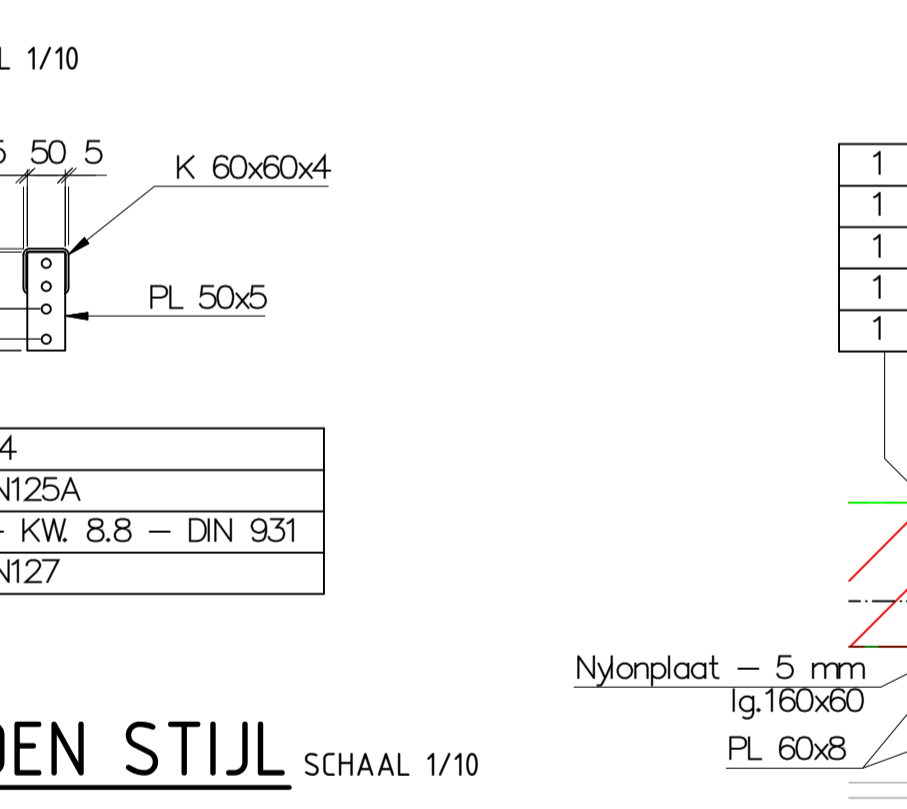 1/10
50 5
K 60x60x4
PL 50x5
1
1
1
1
1
4
N125A
- KW. 8.8 - DIN 931
N127
Nylonplaat - 5 mm
lg.160x60
PL 60x8
DEN STIJL SCHAAL 1/10